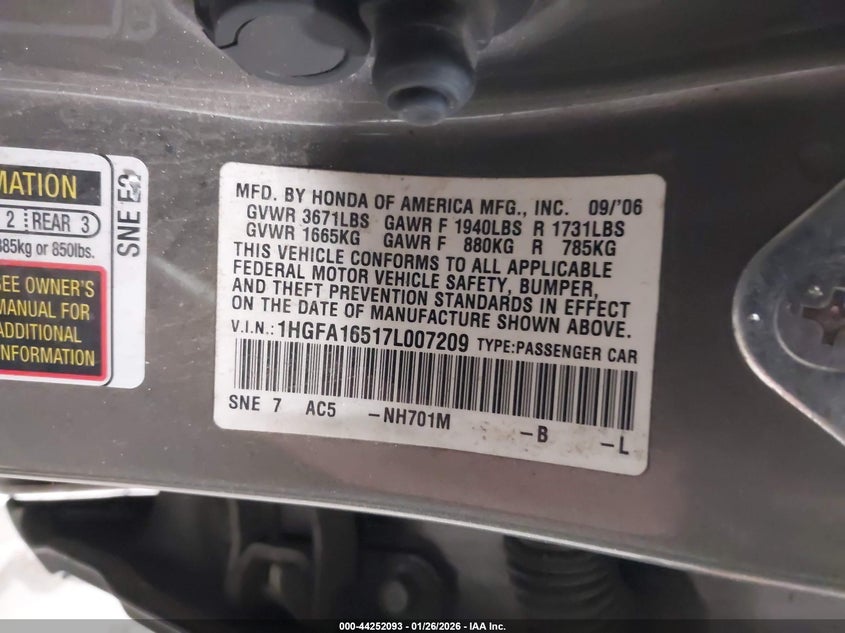 MATION
2 REAR 3
385kg or 850lbs.
SEE OWNER'S
MANUAL FOR
ADDITIONAL
INFORMATION
SNE
MFD. BY HONDA OF AMERICA MFG., INC. 09/'06
GVWR 3671LBS GAWR F 1940LBS R 1731LBS
GVWR 1665KG GAWR F 880KG R 785KG
THIS VEHICLE CONFORMS TO ALL APPLICABLE
FEDERAL MOTOR VEHICLE SAFETY, BUMPER,
AND THEFT PREVENTION STANDARDS IN EFFECT
ON THE DATE OF MANUFACTURE SHOWN ABOVE.
V.I.N.: 1HGFA16517L007209 TYPE:PASSENGER CAR
SNE 7 AC5 -NH701M -B -L
000-44252093 - 01/26/2026 - IAA Inc.